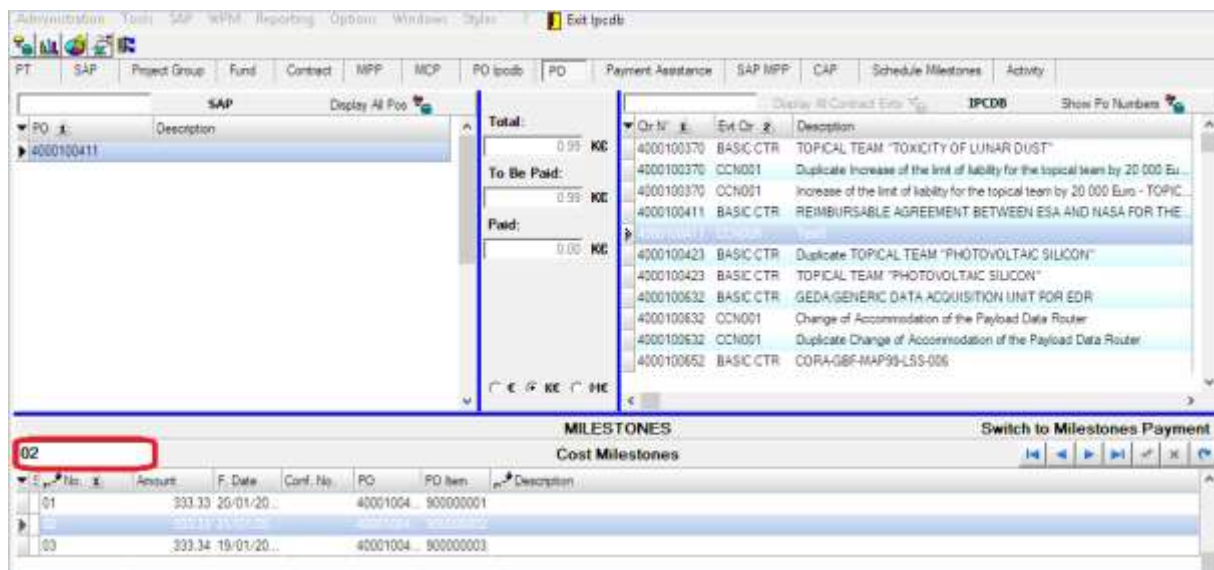 Administration Tools SAP WPM Reporting Options Windows Styles ? Exit Ipcdb
PT SAP Project Group Fund Contract MPP MCP PO ipcdb PO Payment Assistance SAP MPP CAP Schedule Milestones Activity
SAP Display All Pos
PO 1 Description
4000100411
Total:
0.99 K€
To Be Paid:
0.99 K€
Paid:
0.00 K€
€ K€ M€
Display All Contract Exts IPCDB Show Po Numbers
Ctr N° 1 Ext Ctr 2 Description
4000100370 BASIC CTR TOPICAL TEAM "TOXICITY OF LUNAR DUST"
4000100370 CCN001 Duplicate Increase of the limit of liability for the topical team by 20 000 Eu...
4000100370 CCN001 Increase of the limit of liability for the topical team by 20 000 Euro - TOPIC...
4000100411 BASIC CTR REIMBURSABLE AGREEMENT BETWEEN ESA AND NASA FOR THE...
4000100423 BASIC CTR Duplicate TOPICAL TEAM "PHOTOVOLTAIC SILICON"
4000100423 BASIC CTR TOPICAL TEAM "PHOTOVOLTAIC SILICON"
4000100632 BASIC CTR GEDA:GENERIC DATA ACQUISITION UNIT FOR EDR
4000100632 CCN001 Change of Accommodation of the Payload Data Router
4000100632 CCN001 Duplicate Change of Accommodation of the Payload Data Router
4000100652 BASIC CTR CORA-GBF-MAP99-LSS-006
MILESTONES Switch to Milestones Payment
02 Cost Milestones
No. Amount F. Date Conf. No. PO PO Item Description
01 333.33 20/01/20... 40001004... 900000001
03 333.34 19/01/20... 40001004... 900000003